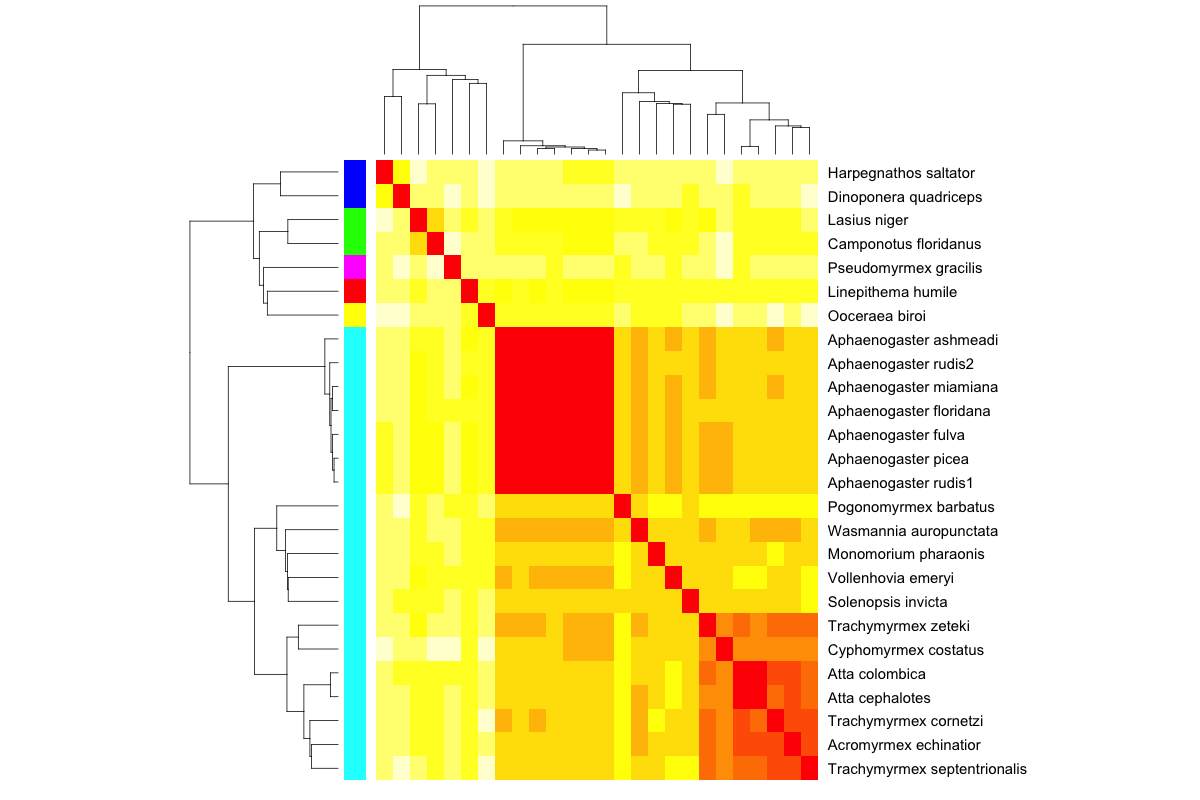 Harpegnathos saltator
Dinoponera quadriceps
Lasius niger
Camponotus floridanus
Pseudomyrmex gracilis
Linepithema humile
Ooceraea biroi
Aphaenogaster ashmeadi
Aphaenogaster rudis2
Aphaenogaster miamiana
Aphaenogaster floridana
Aphaenogaster fulva
Aphaenogaster picea
Aphaenogaster rudis1
Pogonomyrmex barbatus
Wasmannia auropunctata
Monomorium pharaonis
Vollenhovia emeryi
Solenopsis invicta
Trachymyrmex zeteki
Cyphomyrmex costatus
Atta colombica
Atta cephalotes
Trachymyrmex cornetzi
Acromyrmex echinatior
Trachymyrmex septentrionalis